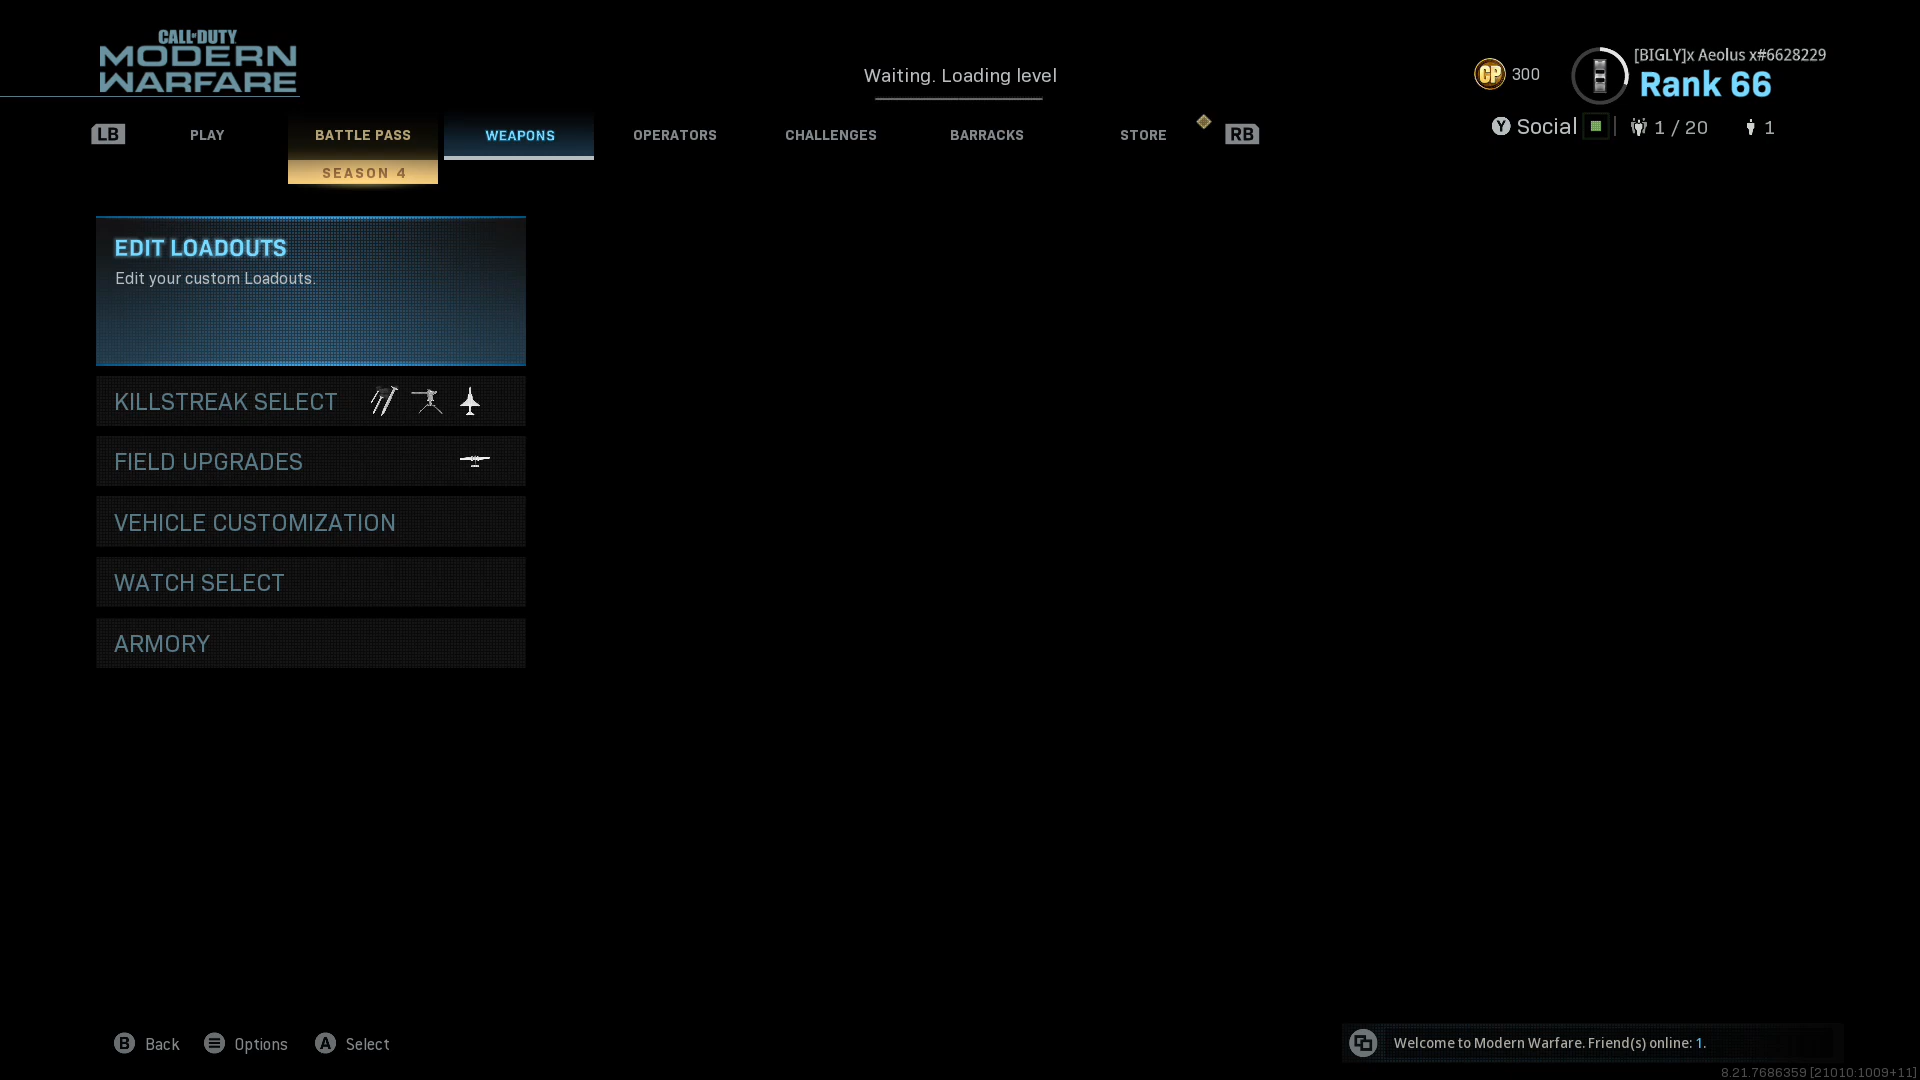 CALL OF DUTY
MODERN
WARFARE
Waiting. Loading level
CP 300
[BIGLY]x Aeolus x#6628229
Rank 66
LB PLAY BATTLE PASS WEAPONS OPERATORS CHALLENGES BARRACKS STORE RB
Y Social 1 / 20 1
SEASON 4
EDIT LOADOUTS
Edit your custom Loadouts.
KILLSTREAK SELECT
FIELD UPGRADES
VEHICLE CUSTOMIZATION
WATCH SELECT
ARMORY
B Back Options A Select
Welcome to Modern Warfare. Friend(s) online: 1.
8.21.7686359 [21010:1009+11]